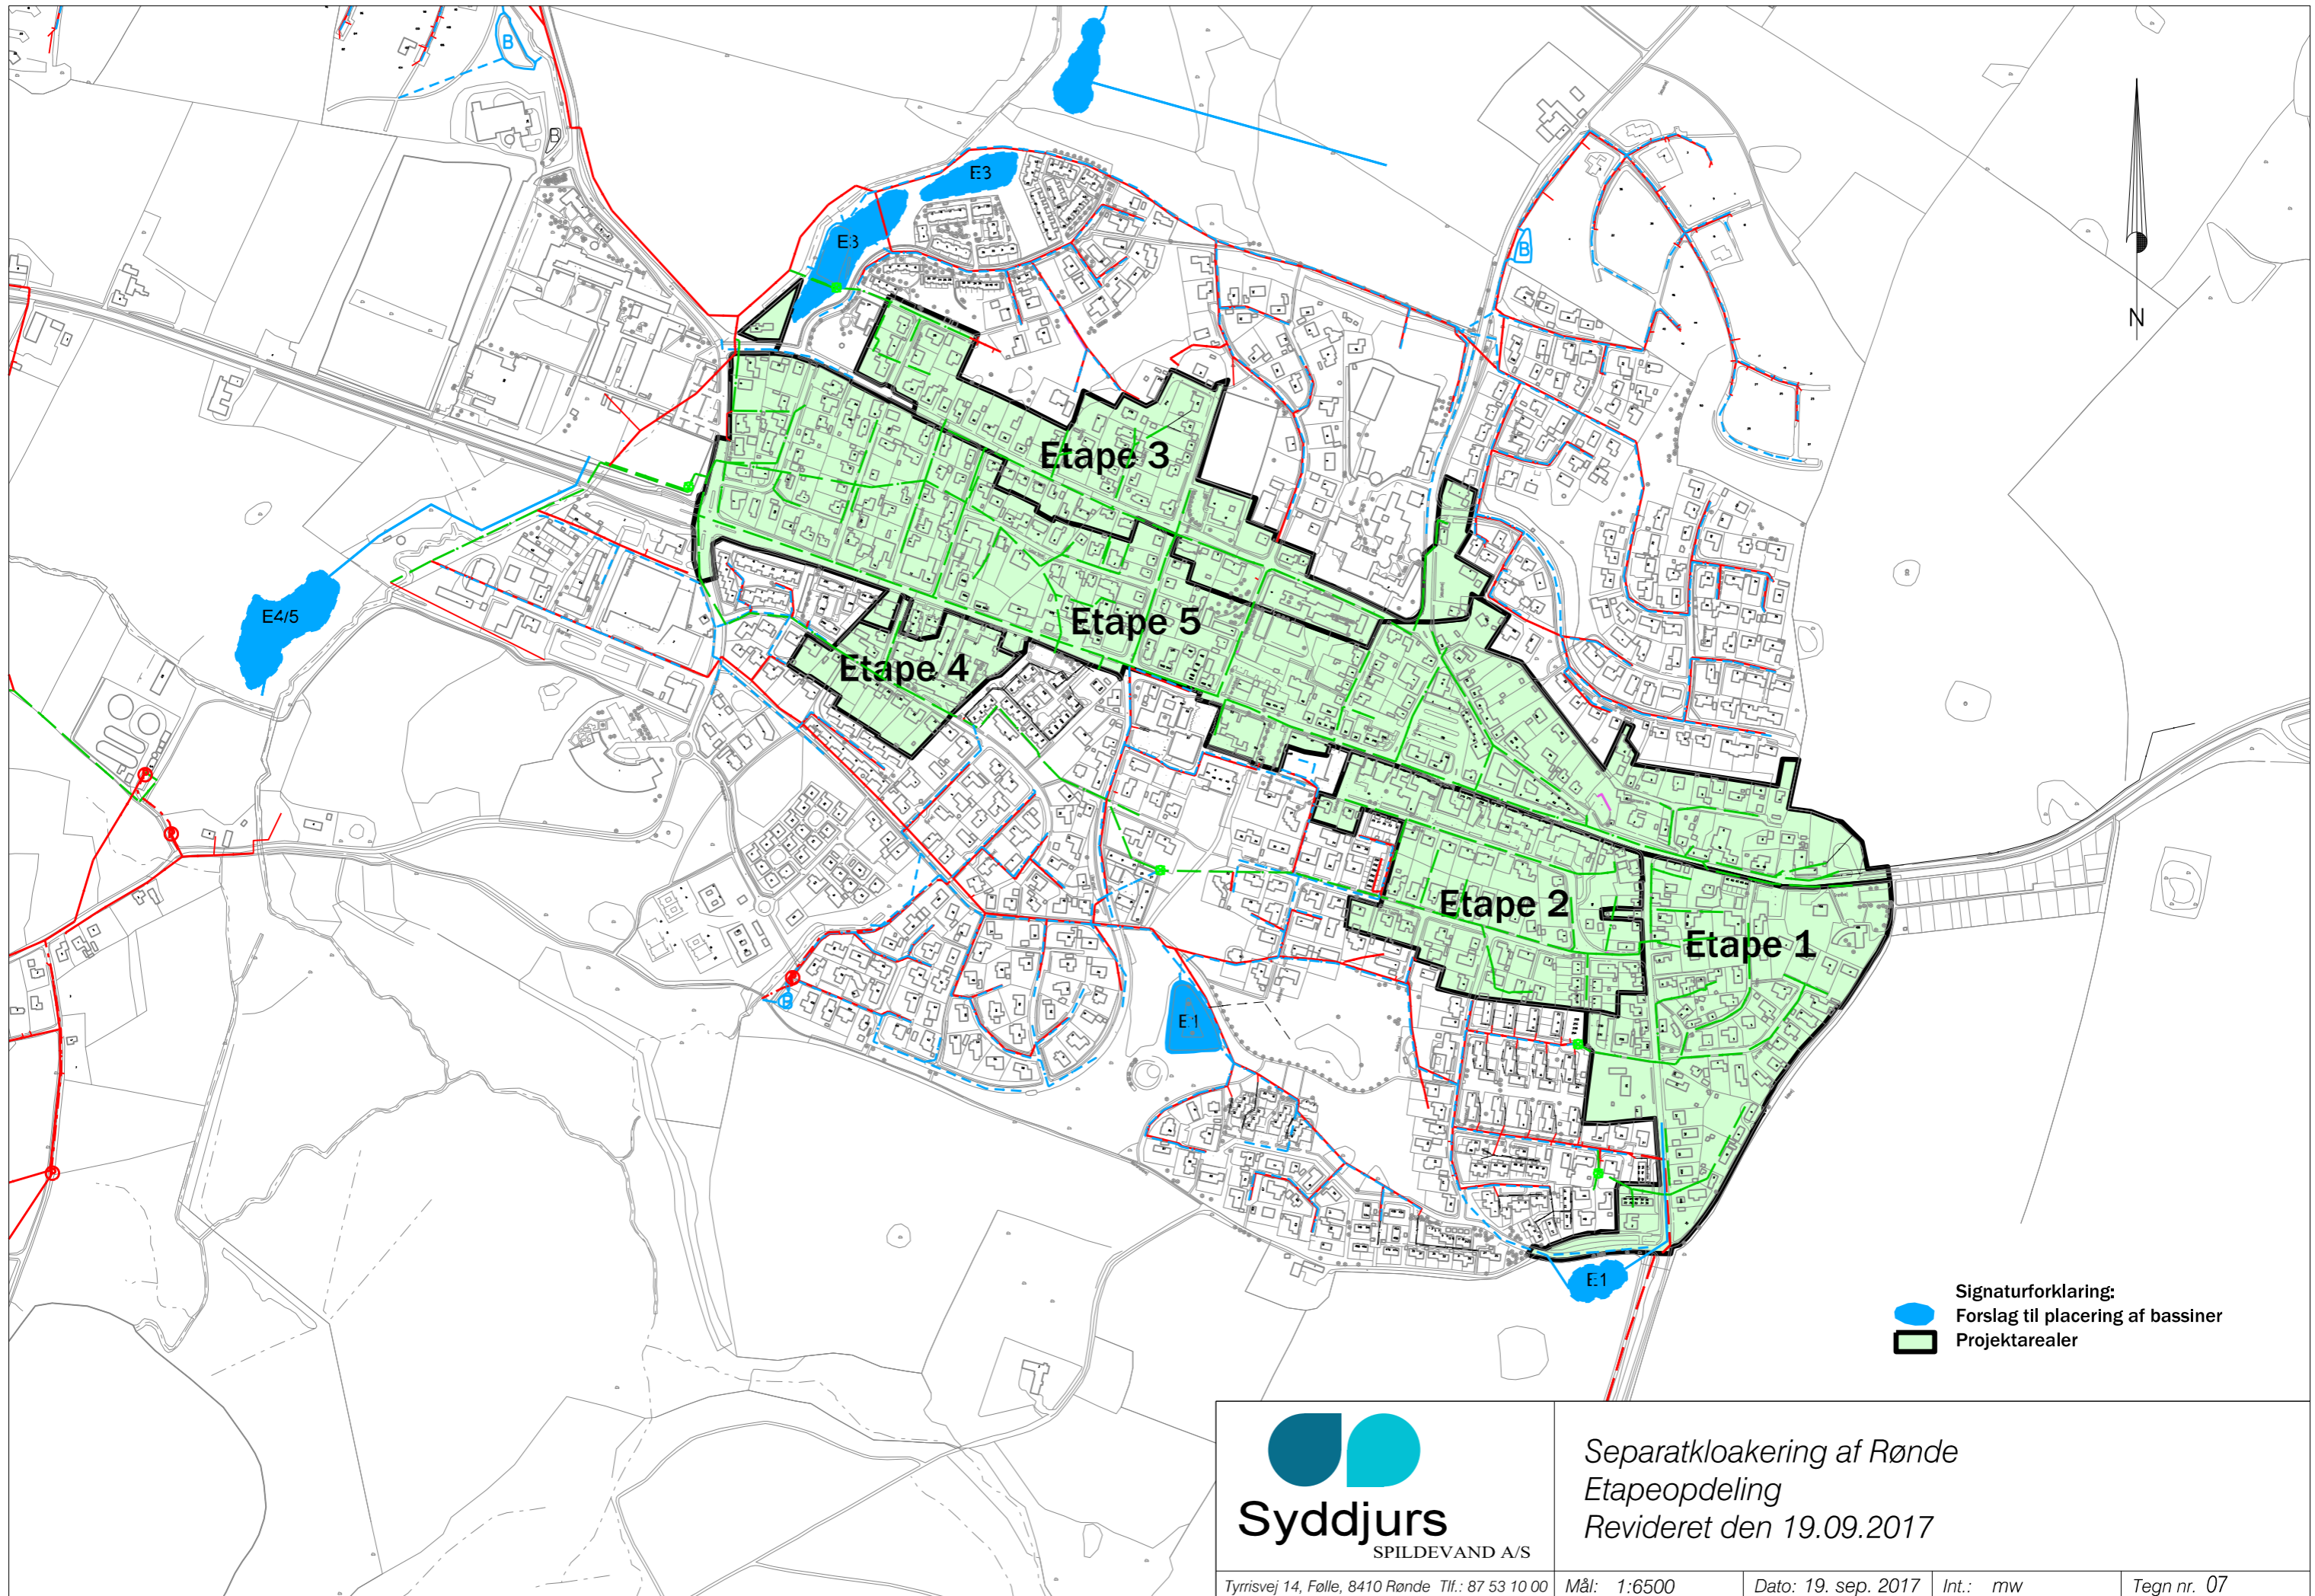 B
B
E3
E3
B
N
Etape 3
E4/5
Etape 5
Etape 4
Etape 2
Etape 1
E1
E1
Signaturforklaring:
Forslag til placering af bassiner
Projektarealer
Syddjurs
SPILDEVAND A/S
Separatkloakering af Rønde
Etapeopdeling
Revideret den 19.09.2017
Tyrrisvej 14, Følle, 8410 Rønde Tlf.: 87 53 10 00
Mål: 1:6500
Dato: 19. sep. 2017
Int.: mw
Tegn nr. 07